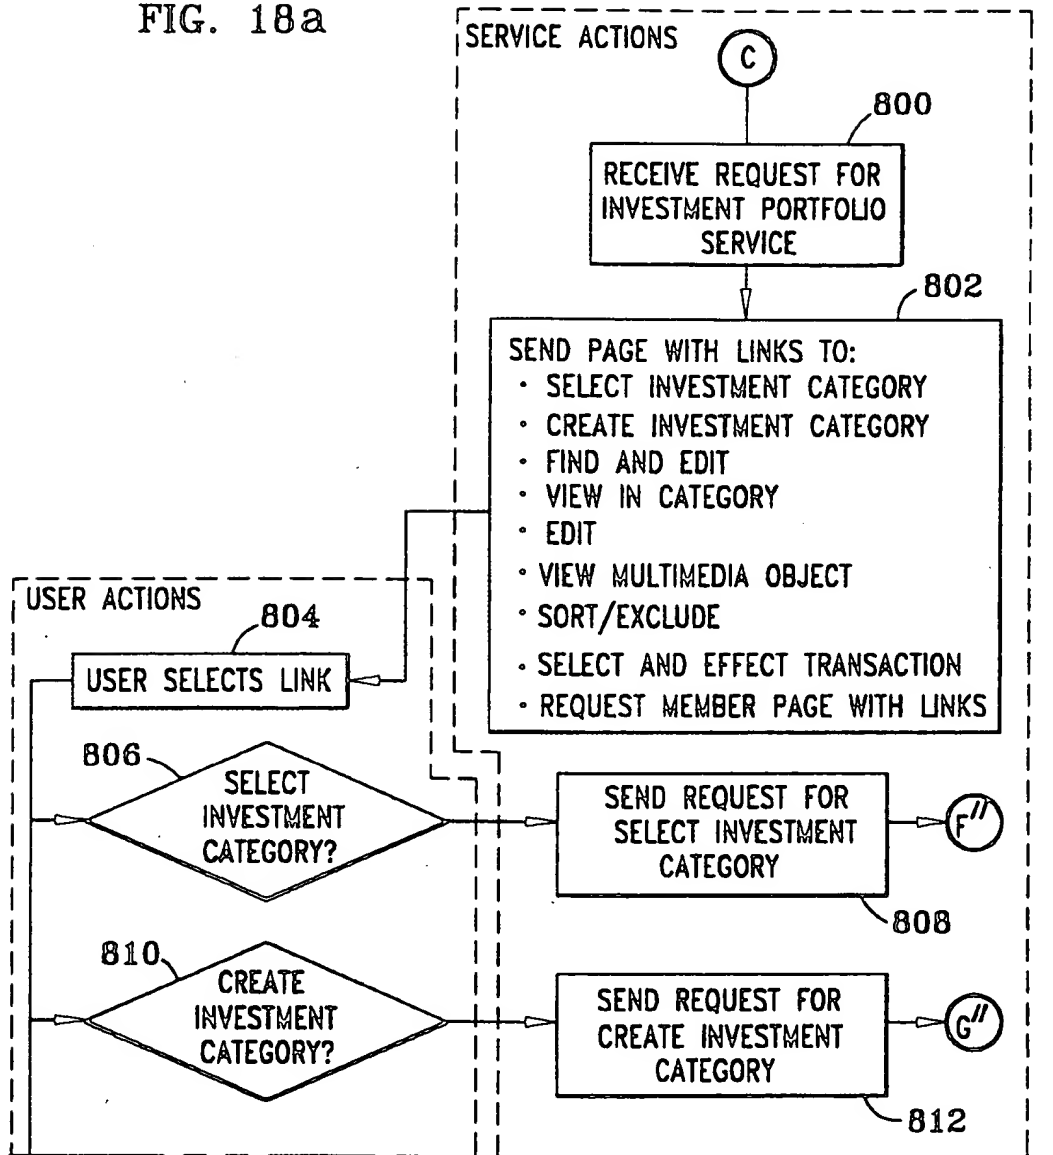 FIG. 18a
SERVICE ACTIONS
C
800
RECEIVE REQUEST FOR
INVESTMENT PORTFOLIO
SERVICE
802
SEND PAGE WITH LINKS TO:
• SELECT INVESTMENT CATEGORY
• CREATE INVESTMENT CATEGORY
• FIND AND EDIT
• VIEW IN CATEGORY
• EDIT
• VIEW MULTIMEDIA OBJECT
• SORT/EXCLUDE
• SELECT AND EFFECT TRANSACTION
• REQUEST MEMBER PAGE WITH LINKS
USER ACTIONS
804
USER SELECTS LINK
806
SELECT
INVESTMENT
CATEGORY?
SEND REQUEST FOR
SELECT INVESTMENT
CATEGORY
F"
808
810
CREATE
INVESTMENT
CATEGORY?
SEND REQUEST FOR
CREATE INVESTMENT
CATEGORY
G"
812